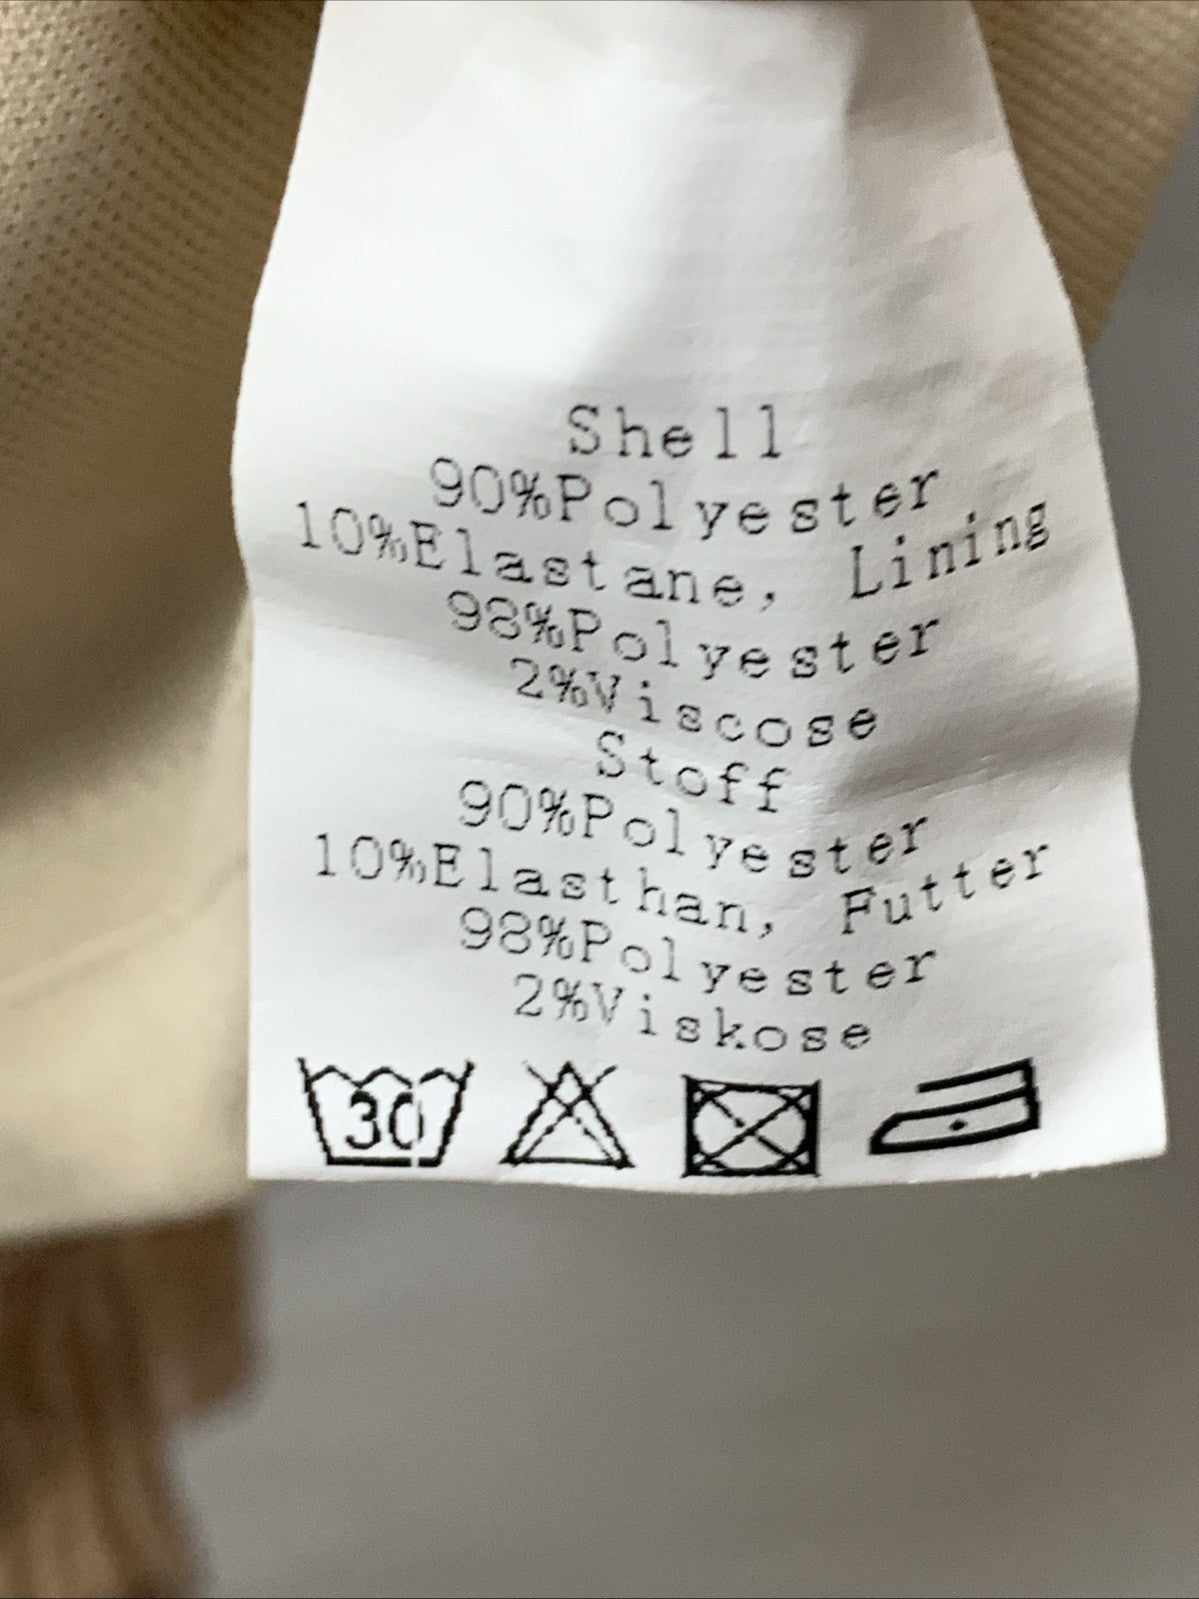 Shell
90%Polyester
10%Elastane, Lining
98%Polyester
2%Viscose
Stoff
90%Polyester
10%Elasthan, Futter
98%Polyester
2%Viskose
30